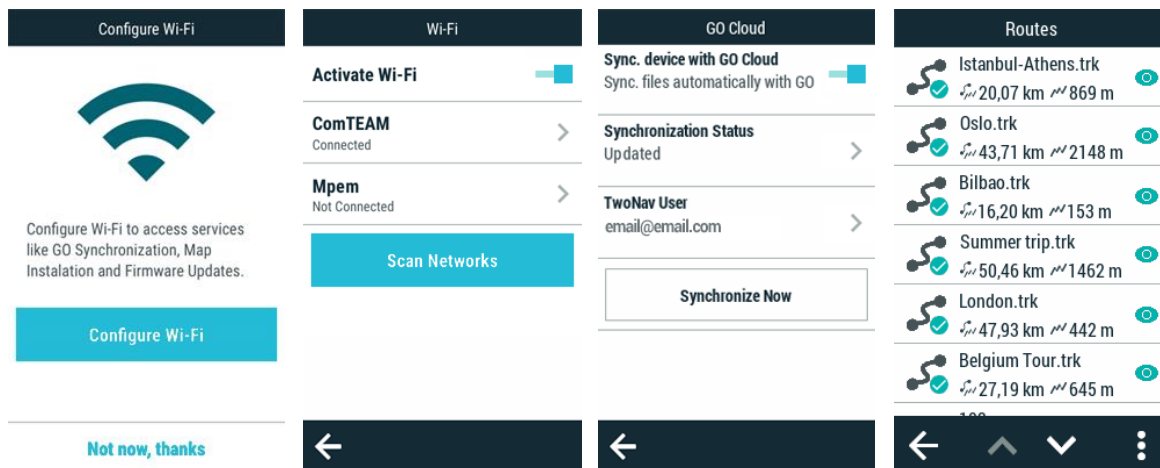 Configure Wi-Fi
Configure Wi-Fi to access services
like GO Synchronization, Map
Instalation and Firmware Updates.
Configure Wi-Fi
Not now, thanks
Wi-Fi
Activate Wi-Fi
ComTEAM
Connected
Mpem
Not Connected
Scan Networks
GO Cloud
Sync. device with GO Cloud
Sync. files automatically with GO
Synchronization Status
Updated
TwoNav User
email@email.com
Synchronize Now
Routes
Istanbul-Athens.trk
20,07 km 869 m
Oslo.trk
43,71 km 2148 m
Bilbao.trk
16,20 km 153 m
Summer trip.trk
50,46 km 1462 m
London.trk
47,93 km 442 m
Belgium Tour.trk
27,19 km 645 m